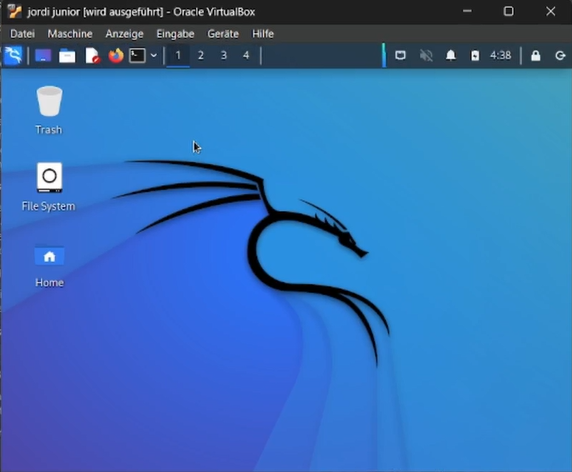 jordi junior [wird ausgeführt] - Oracle VirtualBox
Datei Maschine Anzeige Eingabe Geräte Hilfe
1 2 3 4 4:38
Trash
File System
Home